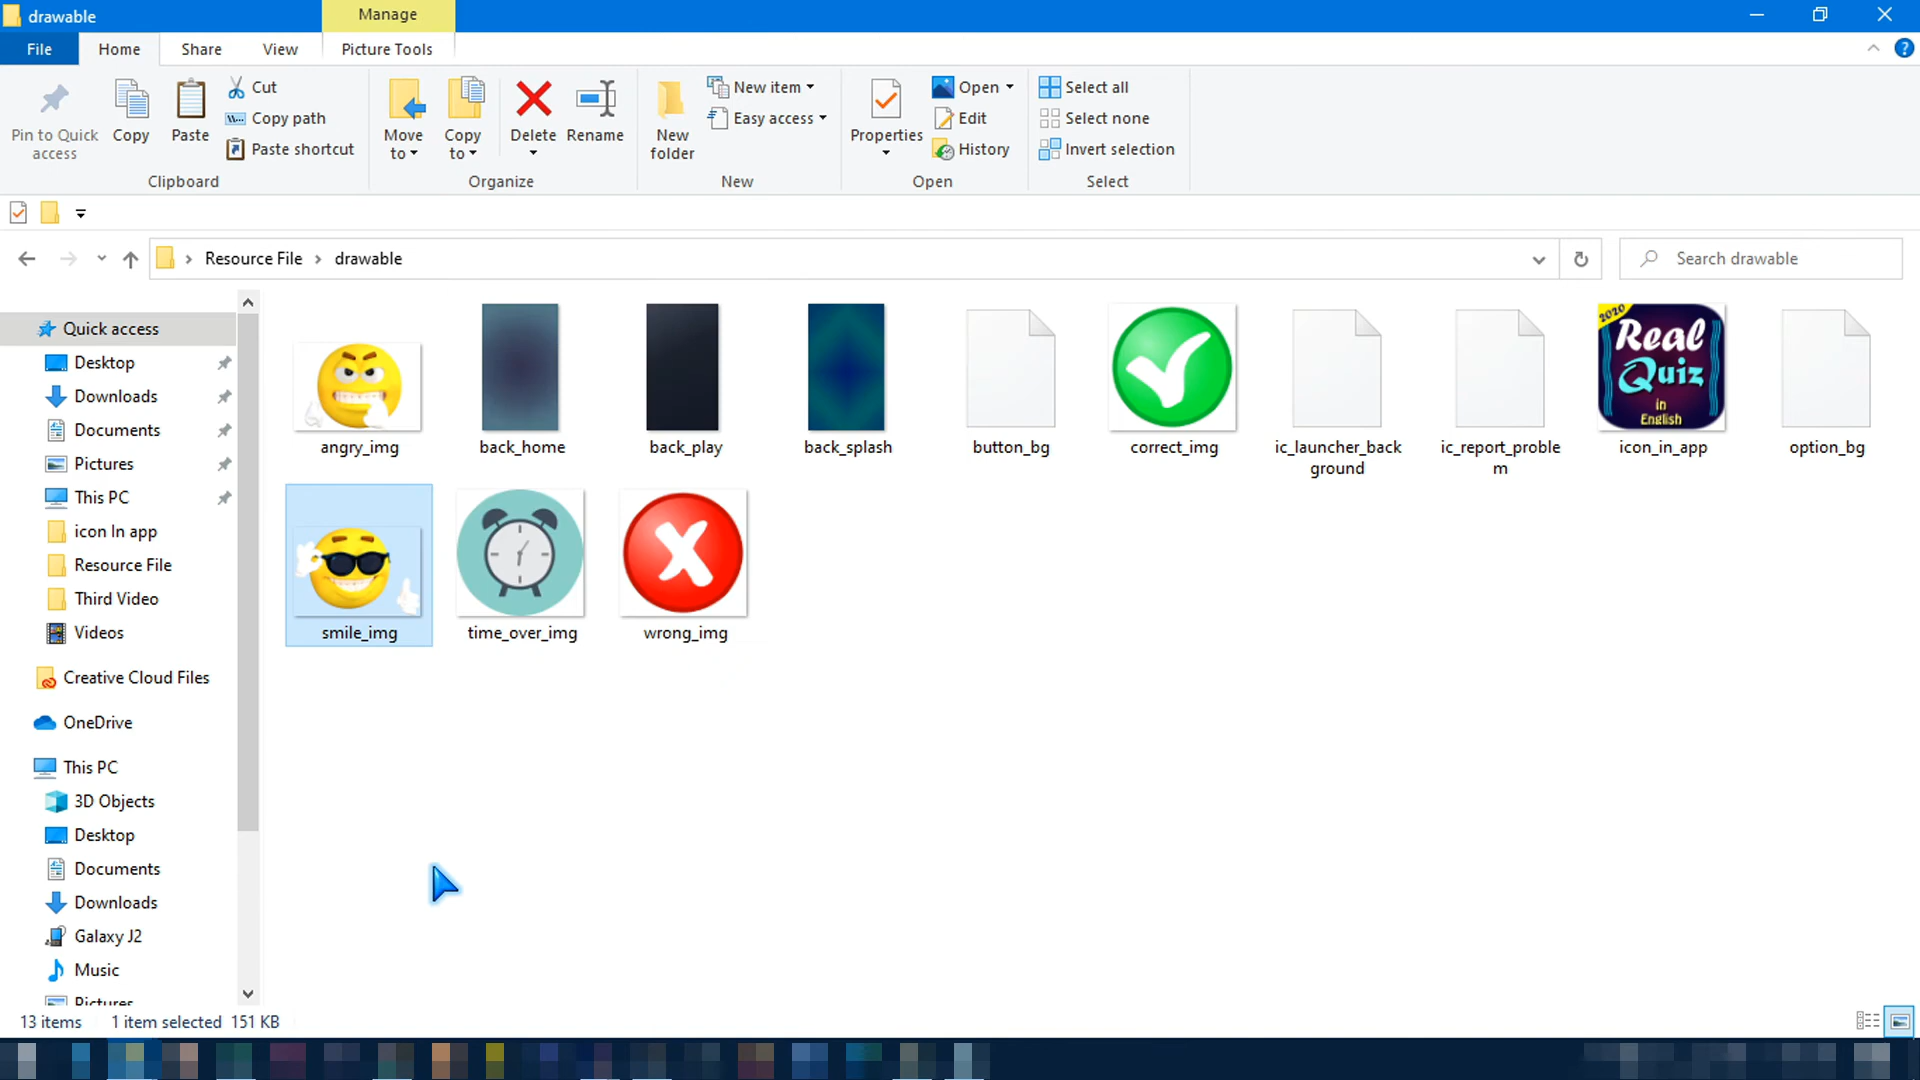 drawable
Manage
File
Home
Share
View
Picture Tools
Pin to Quick access
Copy
Paste
Cut
Copy path
Paste shortcut
Clipboard
Move to
Copy to
Delete
Rename
Organize
New folder
New item
Easy access
New
Properties
Open
Edit
History
Open
Select all
Select none
Invert selection
Select
Resource File
drawable
Search drawable
Quick access
Desktop
Downloads
Documents
Pictures
This PC
icon In app
Resource File
Third Video
Videos
Creative Cloud Files
OneDrive
This PC
3D Objects
Desktop
Documents
Downloads
Galaxy J2
Music
Pictures
2020
Real
Quiz
in
English
angry_img
back_home
back_play
back_splash
button_bg
correct_img
ic_launcher_back
ground
ic_report_proble
m
icon_in_app
option_bg
smile_img
time_over_img
wrong_img
13 items
1 item selected 151 KB